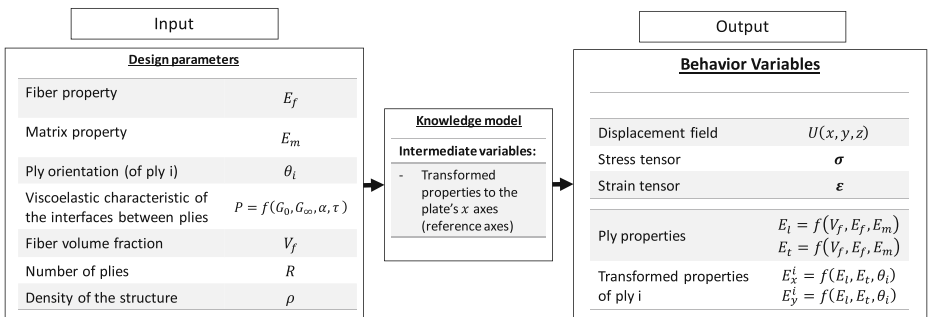 Input
Design parameters
Fiber property E_f
Matrix property E_m
Ply orientation (of ply i) θ_i
Viscoelastic characteristic of
the interfaces between plies P = f(G_0, G_∞, α, τ)
Fiber volume fraction V_f
Number of plies R
Density of the structure ρ
Knowledge model
Intermediate variables:
- Transformed
properties to the
plate's x axes
(reference axes)
Output
Behavior Variables
Displacement field U(x, y, z)
Stress tensor σ
Strain tensor ε
Ply properties
E_l = f(V_f, E_f, E_m)
E_t = f(V_f, E_f, E_m)
Transformed properties
of ply i
E_x^i = f(E_l, E_t, θ_i)
E_y^i = f(E_l, E_t, θ_i)